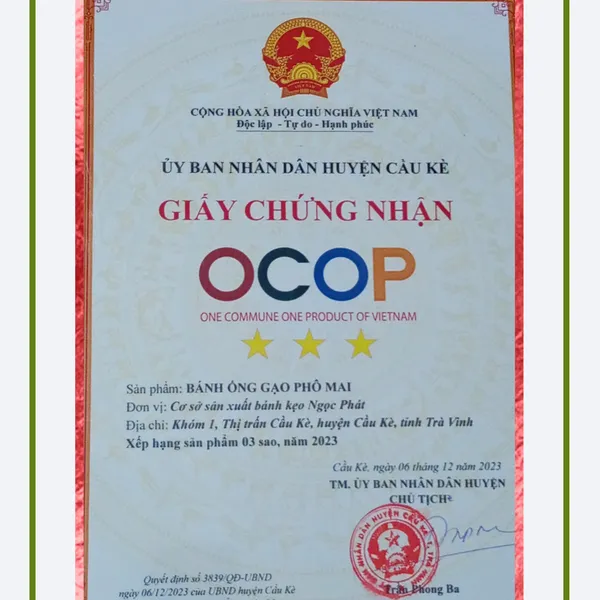 CỘNG HÒA XÃ HỘI CHỦ NGHĨA VIỆT NAM
Độc lập - Tự do - Hạnh phúc
ỦY BAN NHÂN DÂN HUYỆN CẦU KÈ
GIẤY CHỨNG NHẬN
OCOP
ONE COMMUNE ONE PRODUCT OF VIETNAM
Sản phẩm: BÁNH ỐNG GẠO PHÔ MAI
Đơn vị: Cơ sở sản xuất bánh kẹo Ngọc Phát
Địa chỉ: Khóm 1, Thị trấn Cầu Kè, huyện Cầu Kè, tỉnh Trà Vinh
Xếp hạng sản phẩm 03 sao, năm 2023
Cầu Kè, ngày 06 tháng 12 năm 2023
TM. ỦY BAN NHÂN DÂN HUYỆN
CHỦ TỊCH
Quyết định số 3839/QĐ-UBND
ngày 06/12/2023 của UBND huyện Cầu Kè
Trần Phong Ba